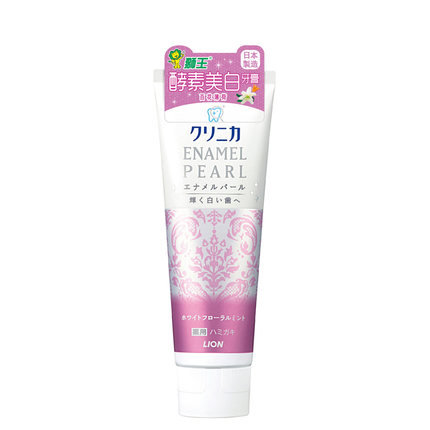 獅王
日本
製造
酵素美白牙膏
クリニカ
ENAMEL
PEARL
エナメルパール
輝く白い歯へ
ホワイトフローラルミント
薬用 ハミガキ
LION